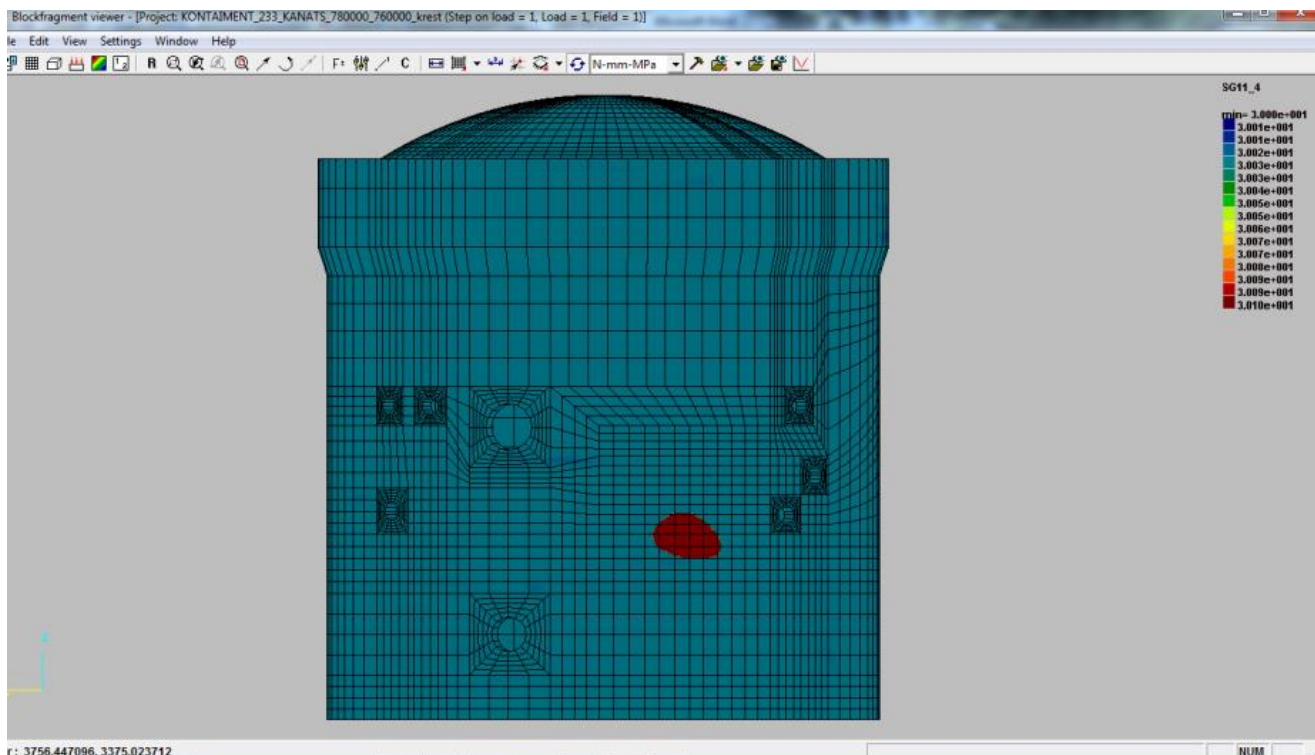 Blockfragment viewer - [Project: KONTAIMENT_233_KANATS_780000_760000_krest (Step on load = 1, Load = 1, Field = 1)]
le Edit View Settings Window Help
R F: C N-mm-MPa
SG11_4
min= 3.000e+001
3.001e+001
3.001e+001
3.002e+001
3.003e+001
3.003e+001
3.004e+001
3.005e+001
3.005e+001
3.006e+001
3.007e+001
3.007e+001
3.008e+001
3.009e+001
3.009e+001
3.010e+001
r : 3756.447096, 3375.023712
NUM